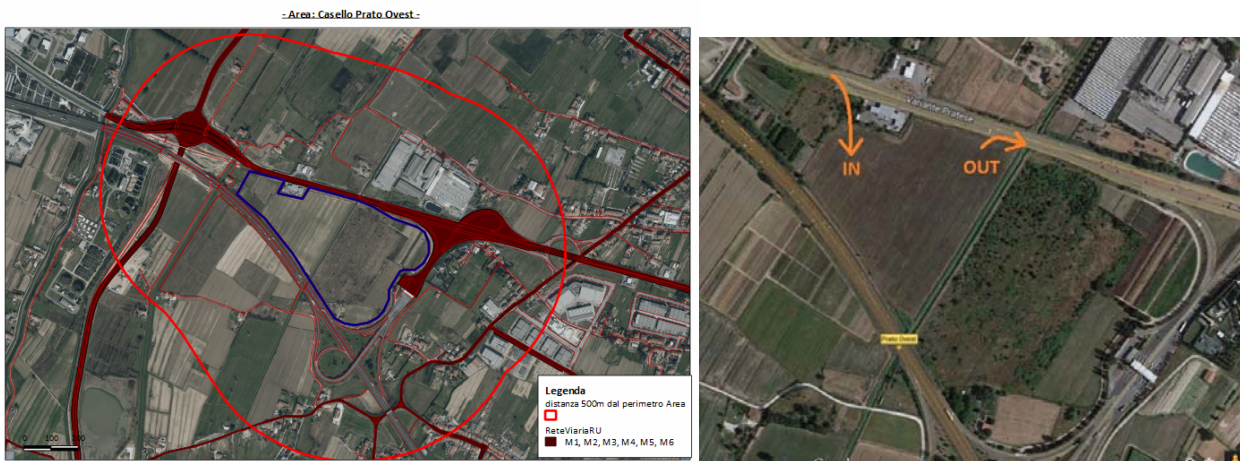 - Area: Casello Prato Ovest -
Legenda
distanza 500m dal perimetro Area
ReteViariaRU
M1, M2, M3, M4, M5, M6
0 100
Variante Pratese
IN
OUT
Prato Ovest